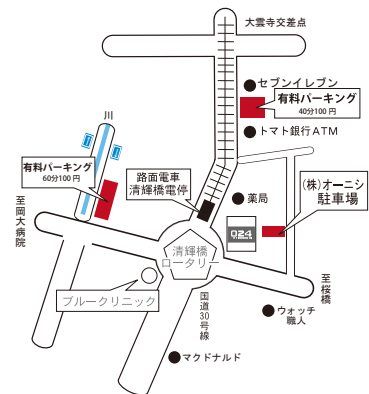 大雲寺交差点
セブンイレブン
有料パーキング
40分100円
トマト銀行ATM
川
有料パーキング
60分100円
路面電車
清輝橋電停
薬局
(株)オーニシ
駐車場
至岡大病院
024
清輝橋
ロータリー
至桜橋
ブルークリニック
国道30号線
ウォッチ
職人
マクドナルド